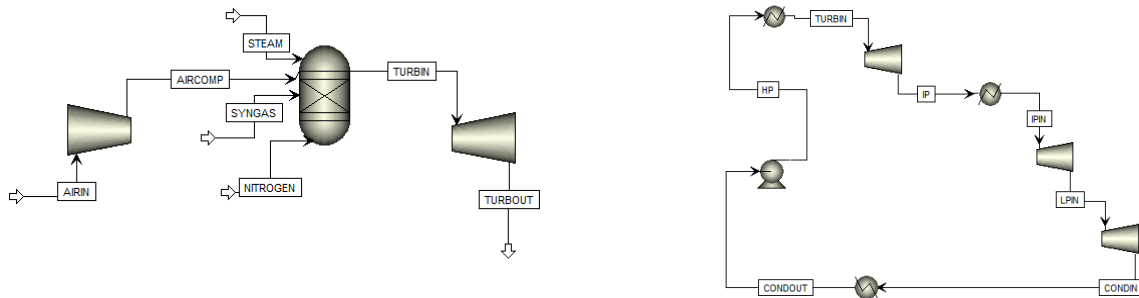 STEAM
AIRCOMP
TURBIN
SYNGAS
NITROGEN
AIRIN
TURBOUT
TURBIN
HP
IP
IPIN
LPIN
CONDOUT
CONDIN